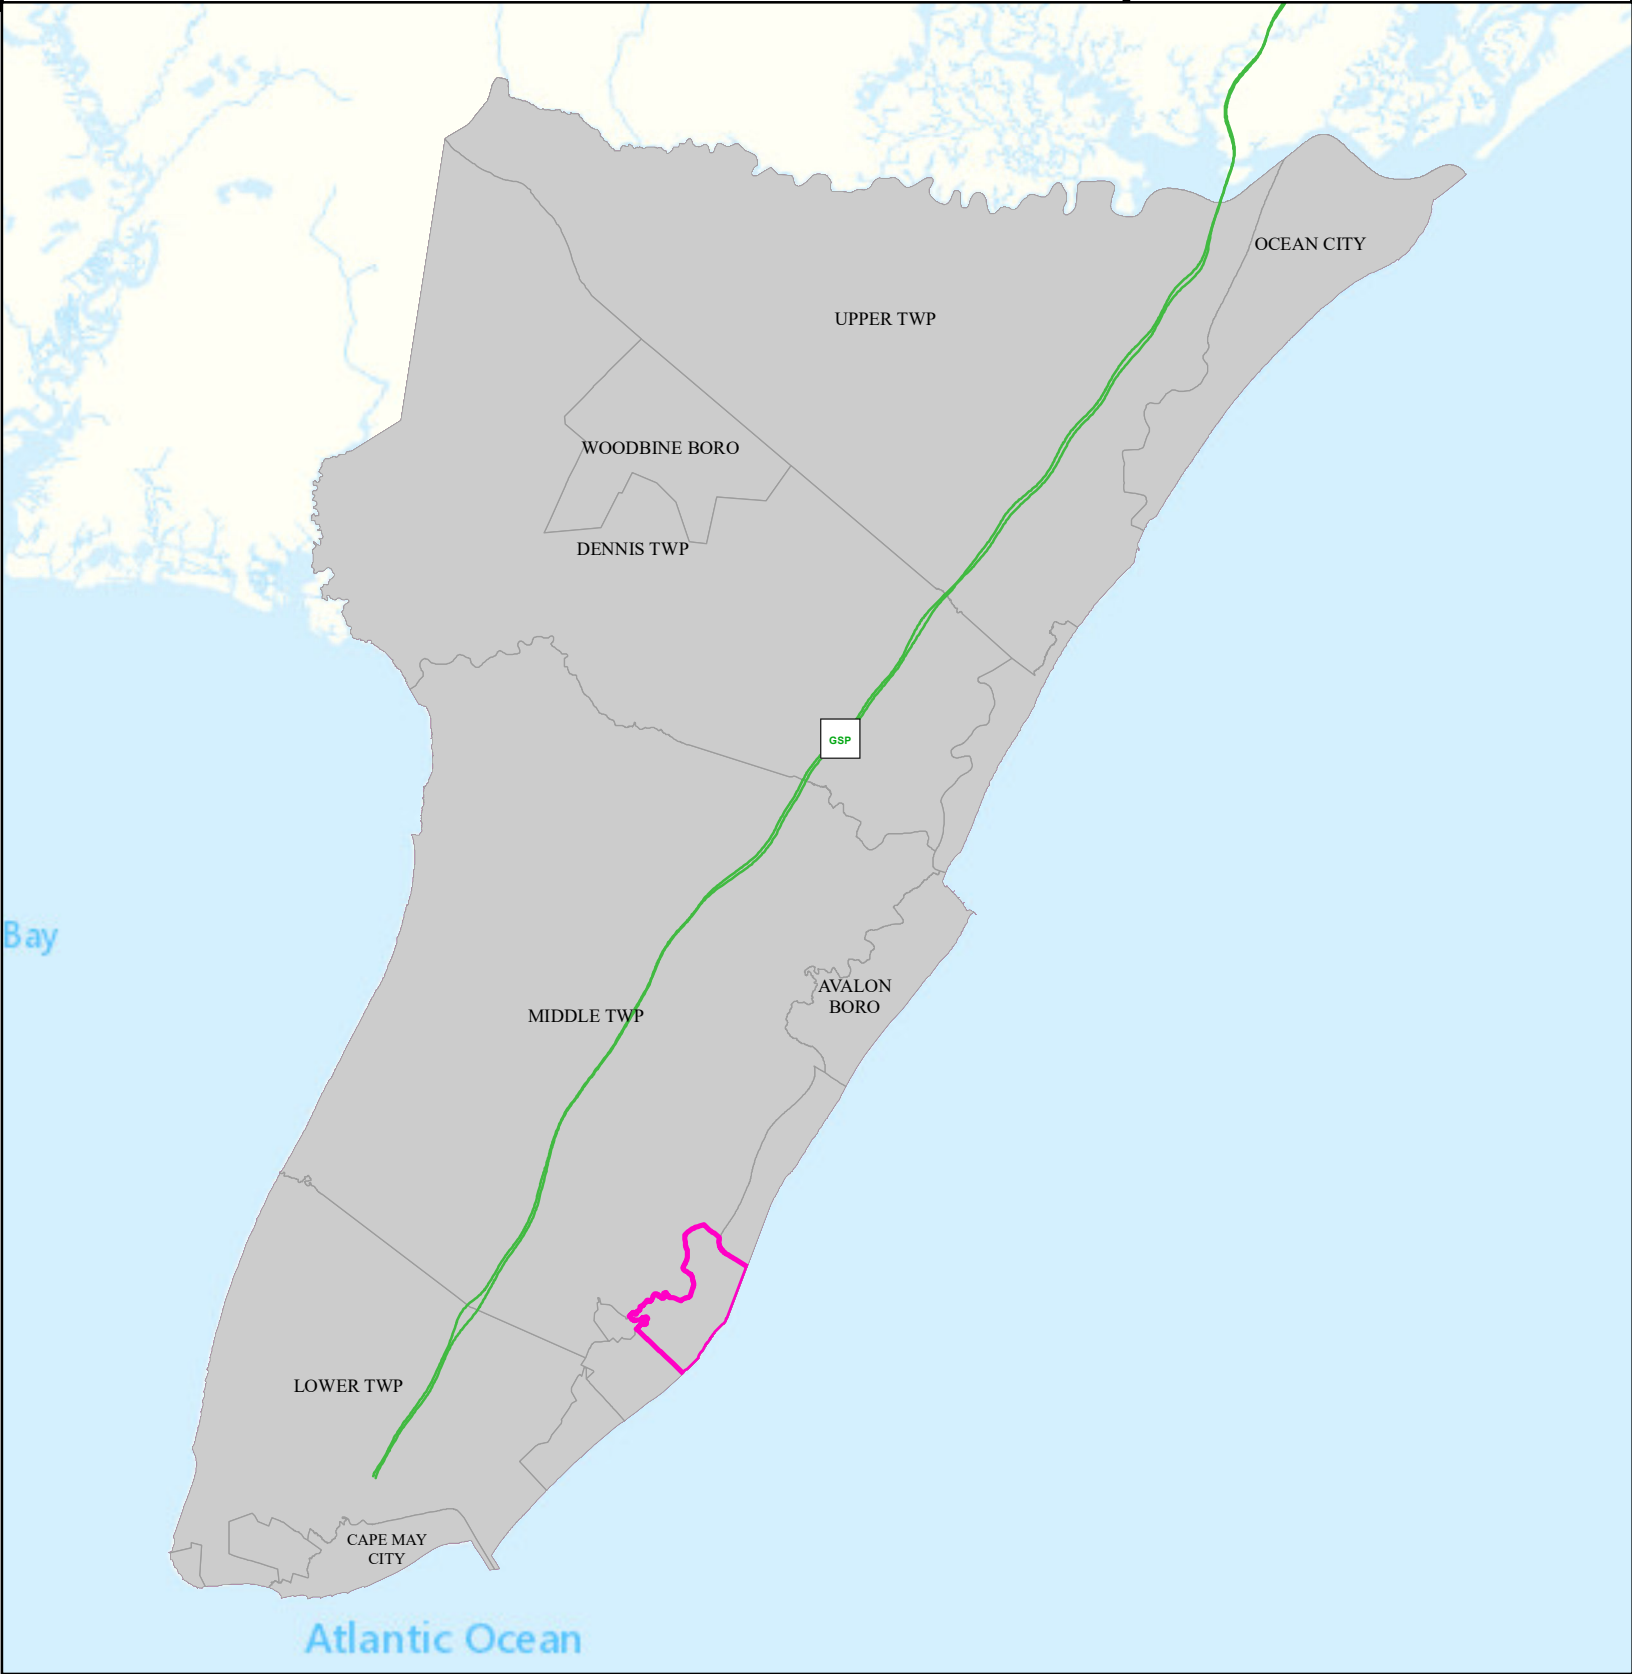 OCEAN CITY
UPPER TWP
WOODBINE BORO
DENNIS TWP
GSP
Bay
AVALON
BORO
MIDDLE TWP
LOWER TWP
CAPE MAY
CITY
Atlantic Ocean